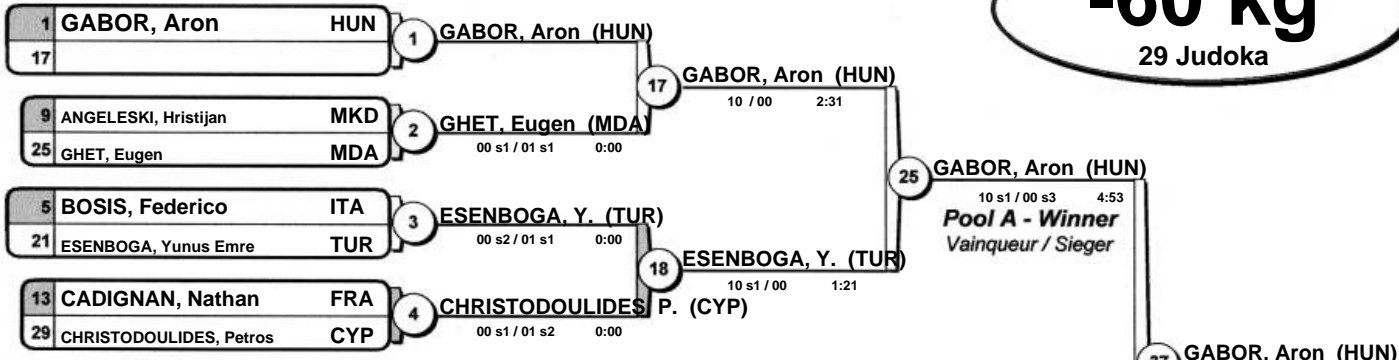 -60 kg
29 Judoka
1 GABOR, Aron HUN
17
1
GABOR, Aron (HUN)
9 ANGELESKI, Hristijan MKD
25 GHET, Eugen MDA
2
GHET, Eugen (MDA)
00 s1 / 01 s1 0:00
17
GABOR, Aron (HUN)
10 / 00 2:31
5 BOSIS, Federico ITA
21 ESENBOGA, Yunus Emre TUR
3
ESENBOGA, Y. (TUR)
00 s2 / 01 s1 0:00
13 CADIGNAN, Nathan FRA
29 CHRISTODOULIDES, Petros CYP
4
CHRISTODOULIDES, P. (CYP)
00 s1 / 01 s2 0:00
18
ESENBOGA, Y. (TUR)
10 s1 / 00 1:21
25
GABOR, Aron (HUN)
10 s1 / 00 s3 4:53
Pool A - Winner
Vainqueur / Sieger
27
GABOR, Aron (HUN)